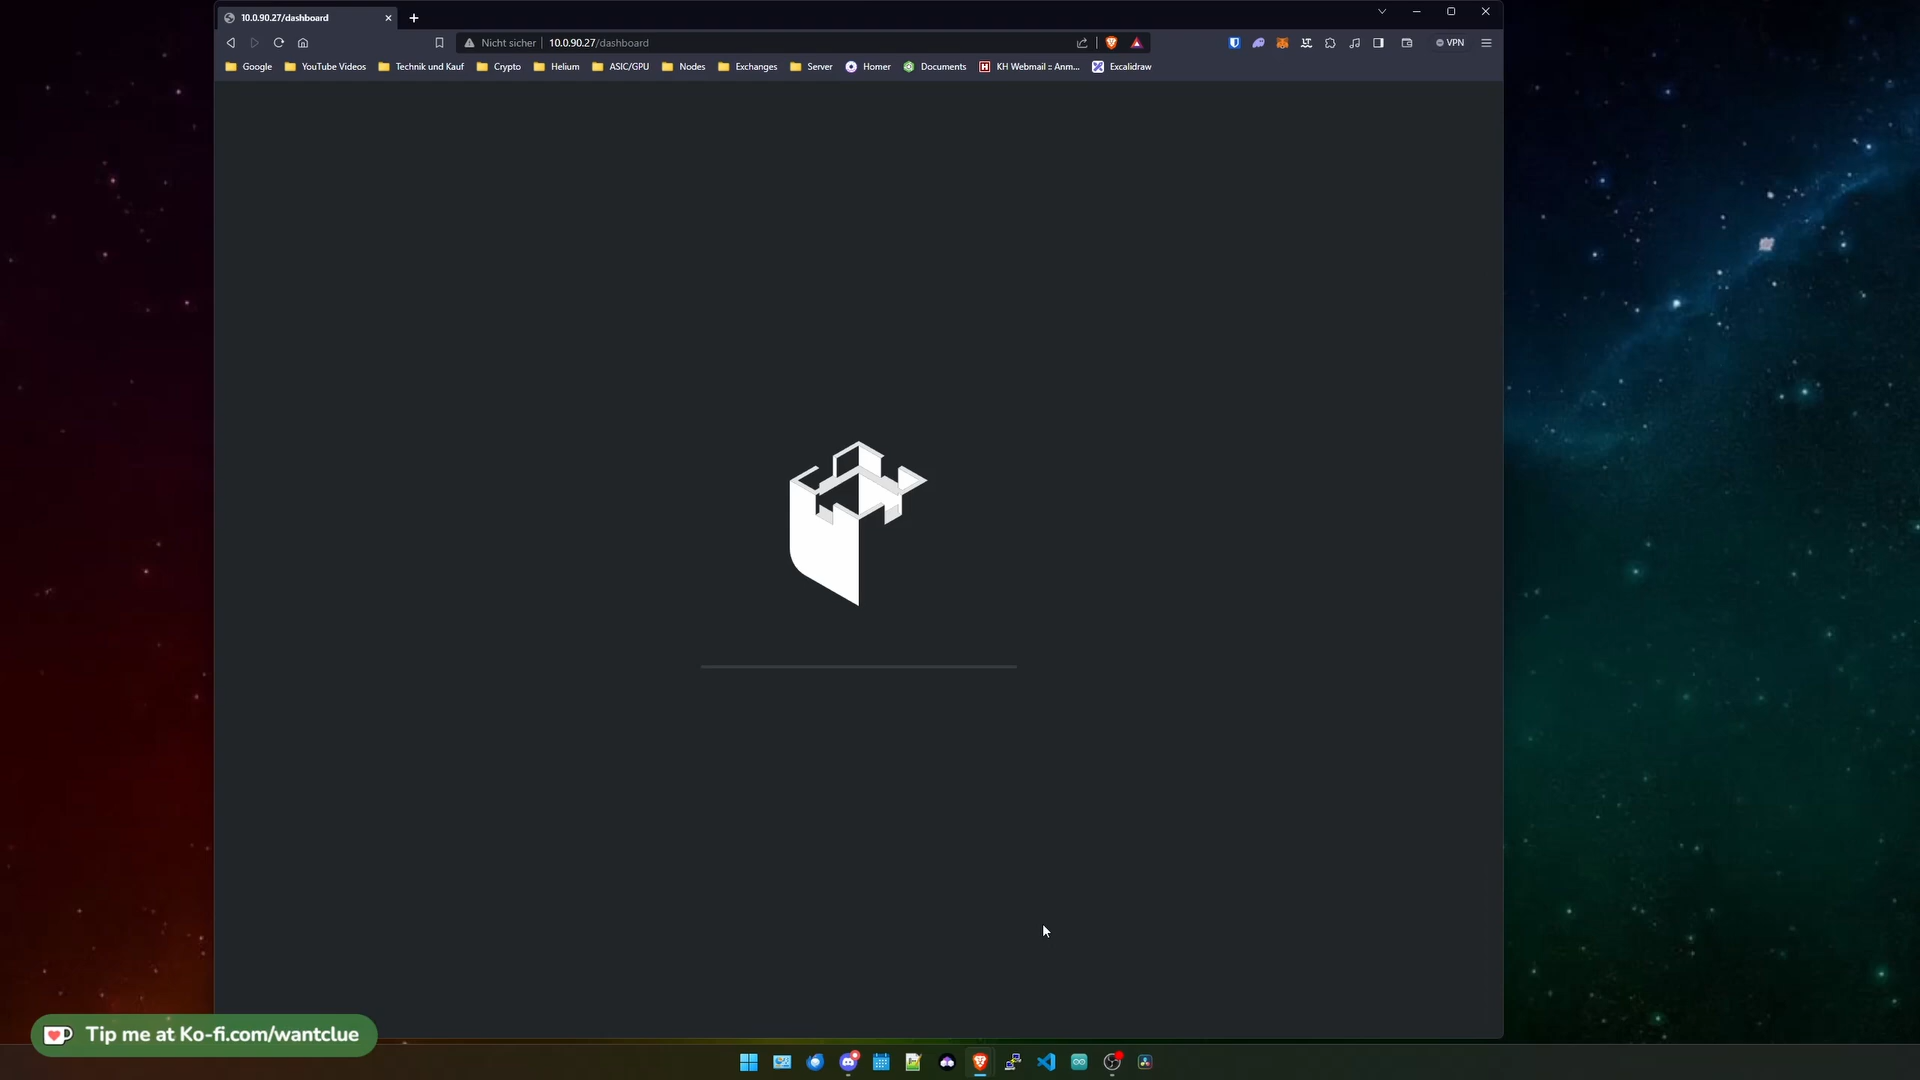 10.0.90.27/dashboard
Nicht sicher 10.0.90.27/dashboard VPN
Google YouTube Videos Technik und Kauf Crypto Helium ASIC/GPU Nodes Exchanges Server Homer Documents KH Webmail :: Anm... Excalidraw
Tip me at Ko-fi.com/wantclue